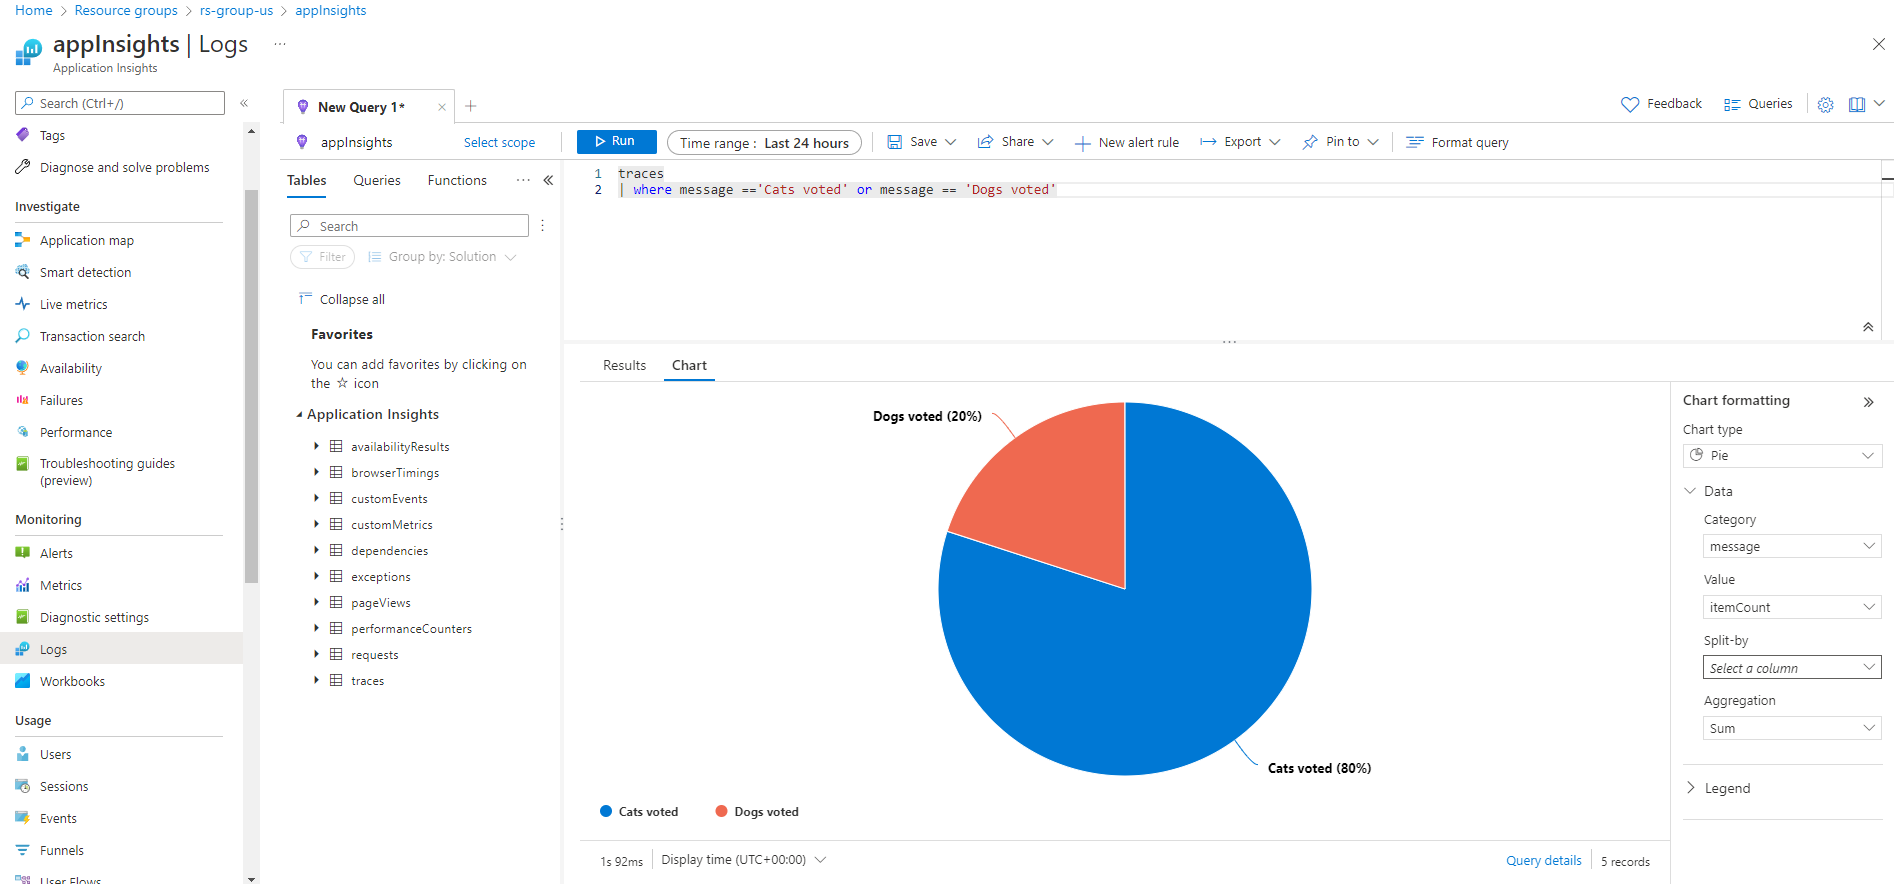 Home > Resource groups > rs-group-us > appInsights
appInsights | Logs ...
Application Insights
Search (Ctrl+/)
«
Tags
Diagnose and solve problems
Investigate
Application map
Smart detection
Live metrics
Transaction search
Availability
Failures
Performance
Troubleshooting guides
(preview)
Monitoring
Alerts
Metrics
Diagnostic settings
Logs
Workbooks
Usage
Users
Sessions
Events
Funnels
User Flows
New Query 1*
Feedback
Queries
appInsights
Select scope
Run
Time range : Last 24 hours
Save
Share
New alert rule
Export
Pin to
Format query
Tables
Queries
Functions
...
«
Search
Filter
Group by: Solution
Collapse all
Favorites
You can add favorites by clicking on
the ☆ icon
Application Insights
availabilityResults
browserTimings
customEvents
customMetrics
dependencies
exceptions
pageViews
performanceCounters
requests
traces
1 traces
2 | where message =='Cats voted' or message == 'Dogs voted'
Results
Chart
Dogs voted (20%)
Cats voted (80%)
Cats voted
Dogs voted
1s 92ms
Display time (UTC+00:00)
Query details
5 records
Chart formatting
»
Chart type
Pie
Data
Category
message
Value
itemCount
Split-by
Select a column
Aggregation
Sum
Legend